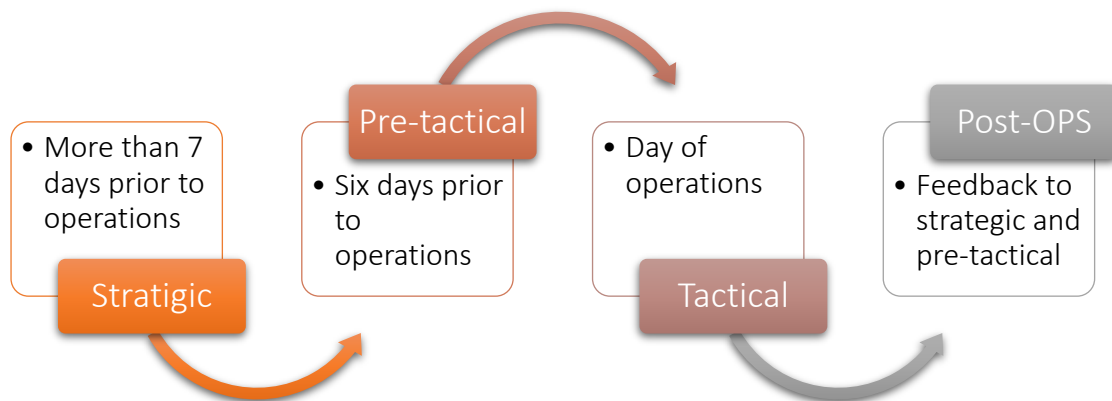 • More than 7
days prior to
operations
Stratigic
Pre-tactical
• Six days prior
to
operations
• Day of
operations
Tactical
Post-OPS
• Feedback to
strategic and
pre-tactical